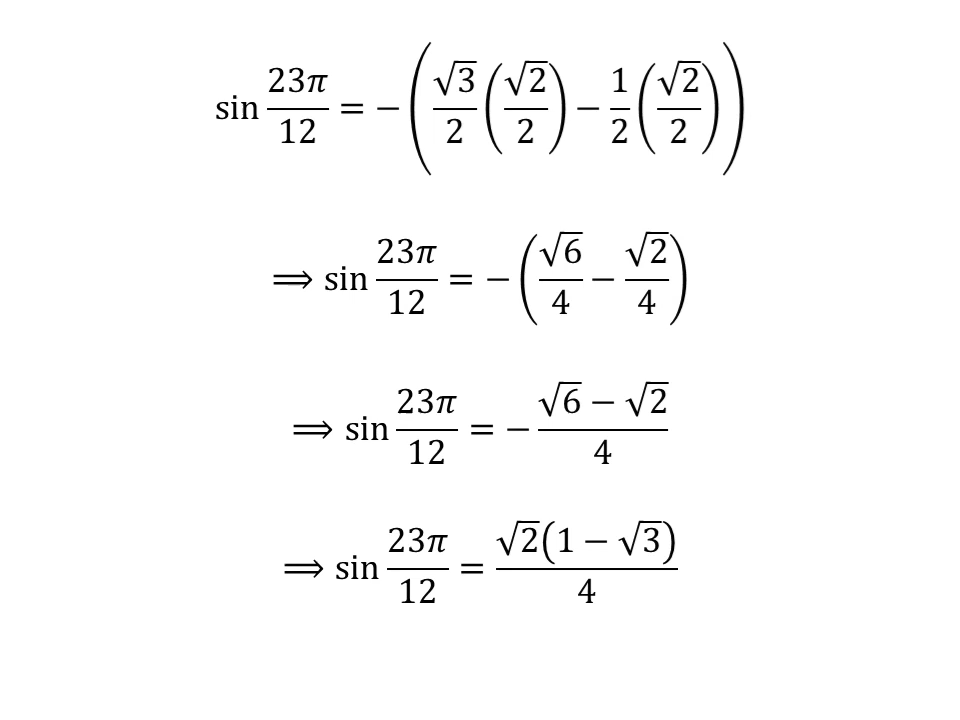 sin 23π/12 = −(√3/2 (√2/2) − 1/2 (√2/2))
⟹ sin 23π/12 = −(√6/4 − √2/4)
⟹ sin 23π/12 = − (√6 − √2)/4
⟹ sin 23π/12 = √2(1 − √3)/4